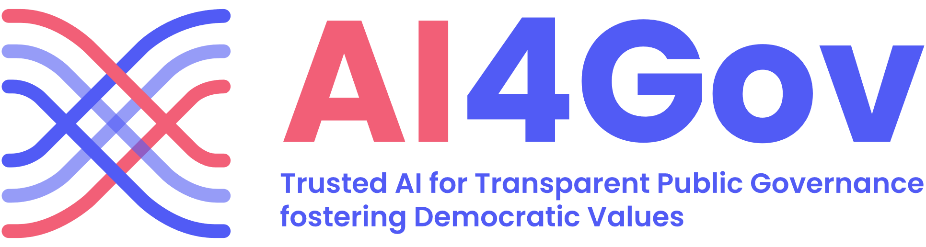 AI4Gov
Trusted AI for Transparent Public Governance
fostering Democratic Values